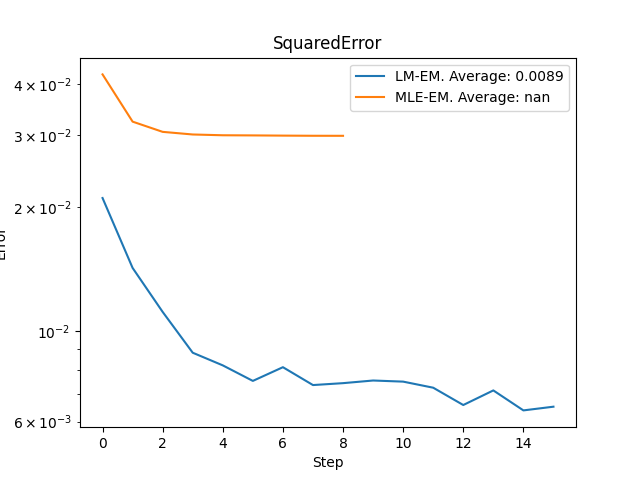 SquaredError
LM-EM. Average: 0.0089
MLE-EM. Average: nan
4 × 10⁻²
3 × 10⁻²
2 × 10⁻²
10⁻²
6 × 10⁻³
Error
0 2 4 6 8 10 12 14
Step